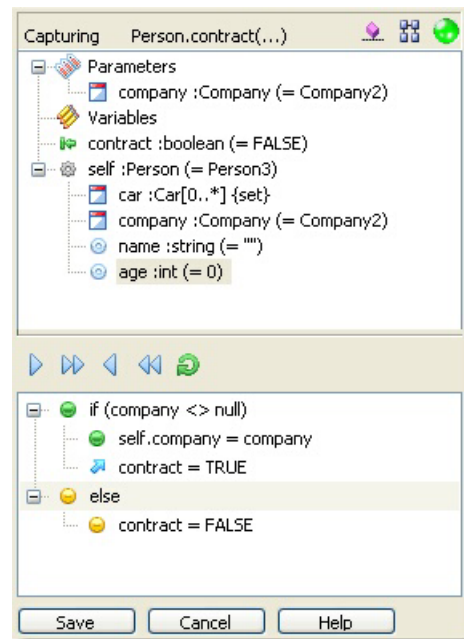 Capturing Person.contract(...)
Parameters
company :Company (= Company2)
Variables
contract :boolean (= FALSE)
self :Person (= Person3)
car :Car[0..*] {set}
company :Company (= Company2)
name :string (= "")
age :int (= 0)
if (company <> null)
self.company = company
contract = TRUE
else
contract = FALSE
Save Cancel Help